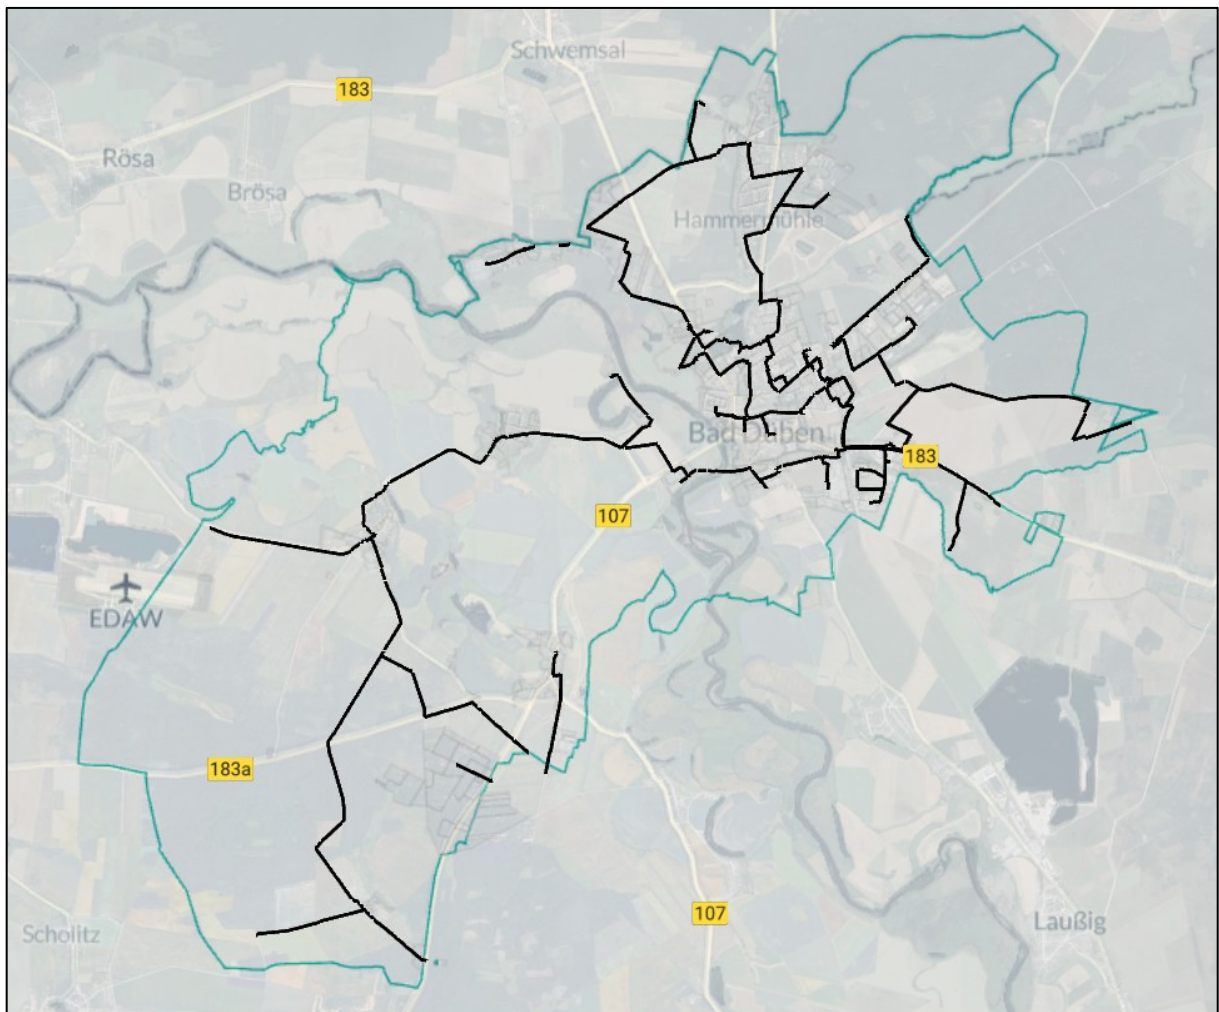 Schwemsal
183
Rösa
Brösa
Hammermühle
Bad Düben
183
107
EDAW
183a
107
Laußig
Scholitz